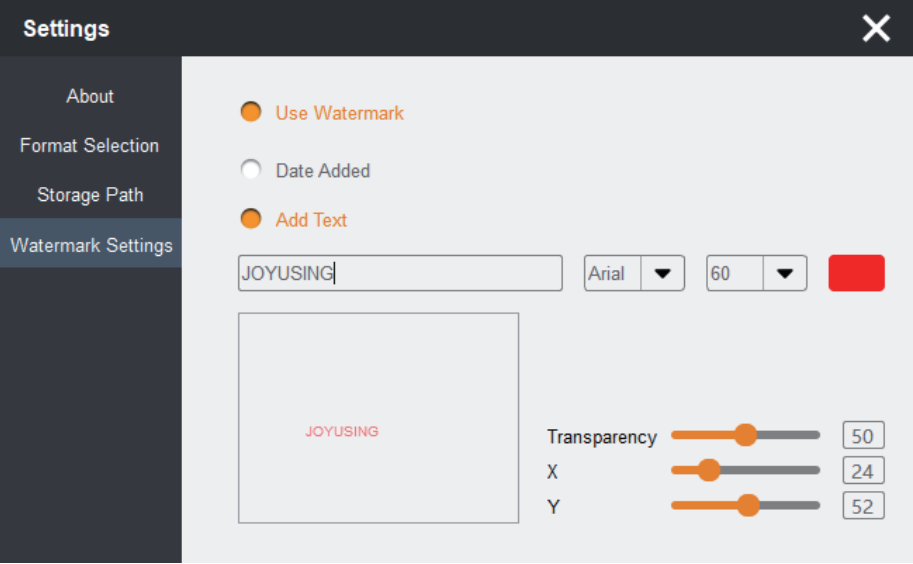 Settings
About
Format Selection
Storage Path
Watermark Settings
Use Watermark
Date Added
Add Text
JOYUSING Arial 60
JOYUSING
Transparency 50
X 24
Y 52